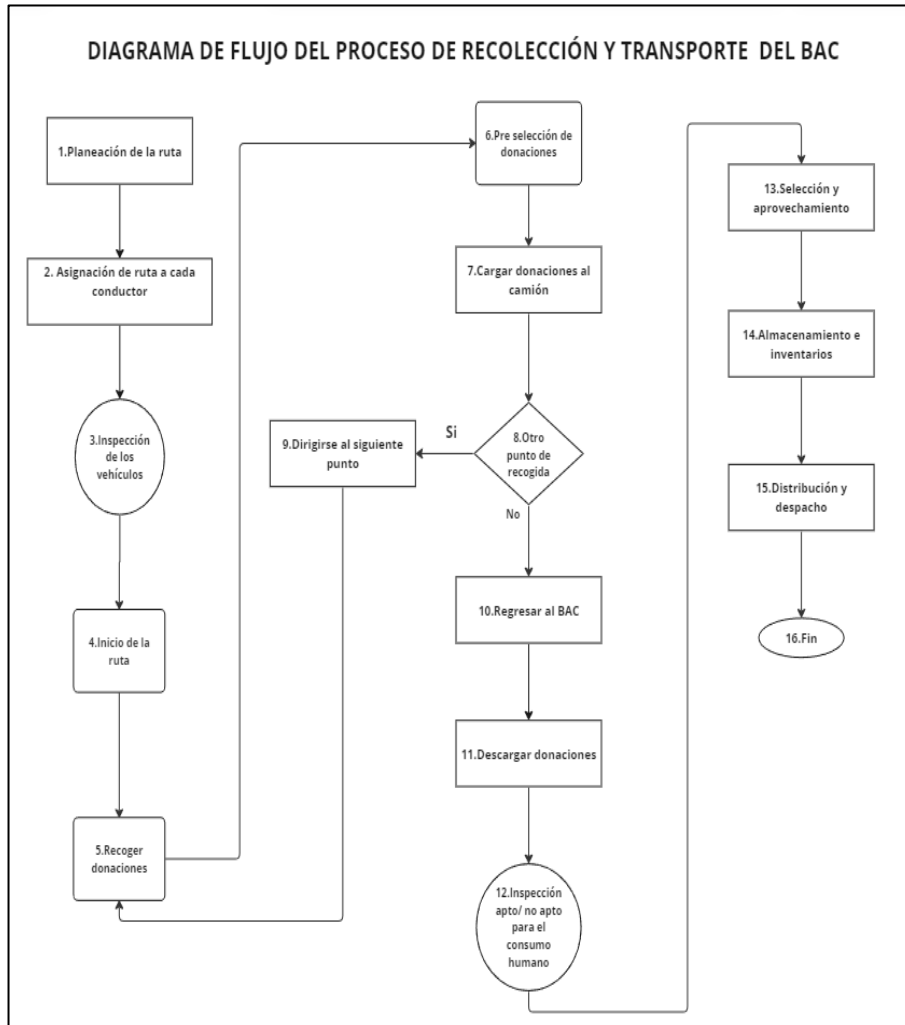 DIAGRAMA DE FLUJO DEL PROCESO DE RECOLECCIÓN Y TRANSPORTE DEL BAC
1.Planeación de la ruta
2. Asignación de ruta a cada
conductor
3.Inspección
de los
vehículos
4.Inicio de la
ruta
5.Recoger
donaciones
6.Pre selección de
donaciones
7.Cargar donaciones al
camión
8.Otro
punto de
recogida
Si
9.Dirigirse al siguiente
punto
No
10.Regresar al BAC
11.Descargar donaciones
12.Inspección
apto/ no apto
para el
consumo
humano
13.Selección y
aprovechamiento
14.Almacenamiento e
inventarios
15.Distribución y
despacho
16.Fin